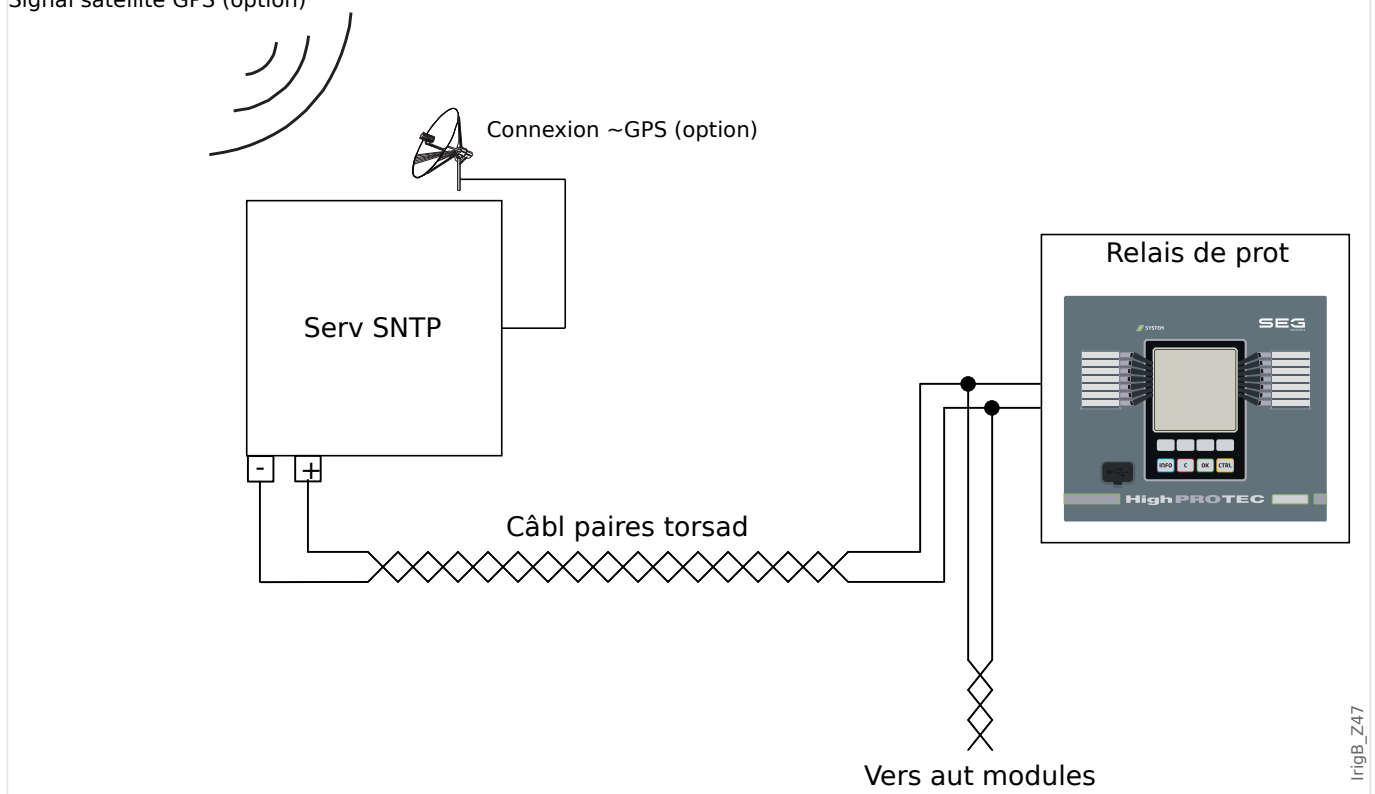 Signal satellite GPS (option)
Connexion ~GPS (option)
Serv SNTP
- +
Relais de prot
SYSTEM
SEG
INFO C OK CTRL
HighPROTEC
Câbl paires torsad
Vers aut modules
IrigB_Z47